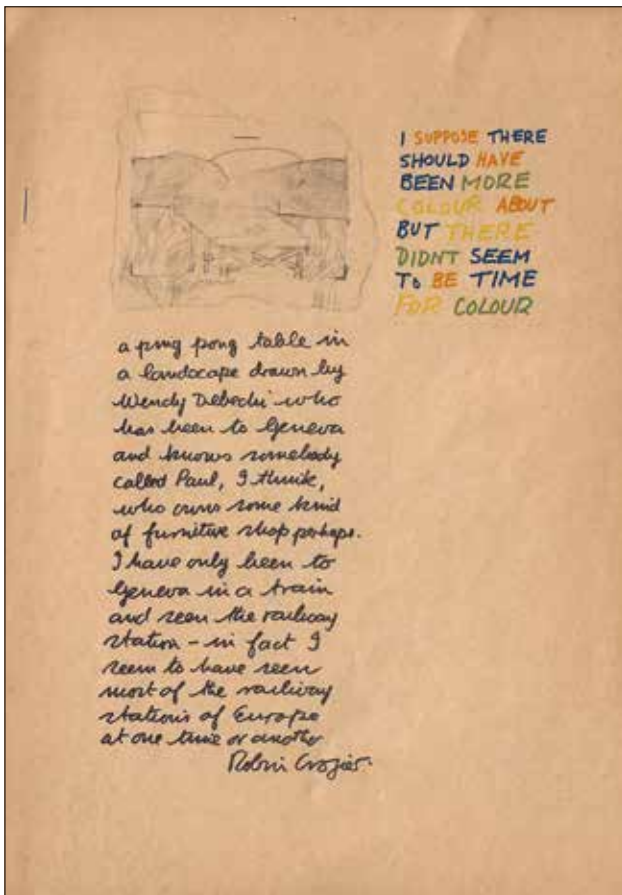 I SUPPOSE THERE
SHOULD HAVE
BEEN MORE
COLOUR ABOUT
BUT THERE
DIDNT SEEM
TO BE TIME
FOR COLOUR
a ping pong table in
a landscape drawn by
Wendy Debechi who
has been to Geneva
and knows somebody
called Paul, I think,
who owns some kind
of furnitive shop perhaps.
I have only been to
Geneva in a train
and seen the railway
station - in fact I
seem to have seen
most of the railway
stations of Europe
at one time or another
Robin Crozier.